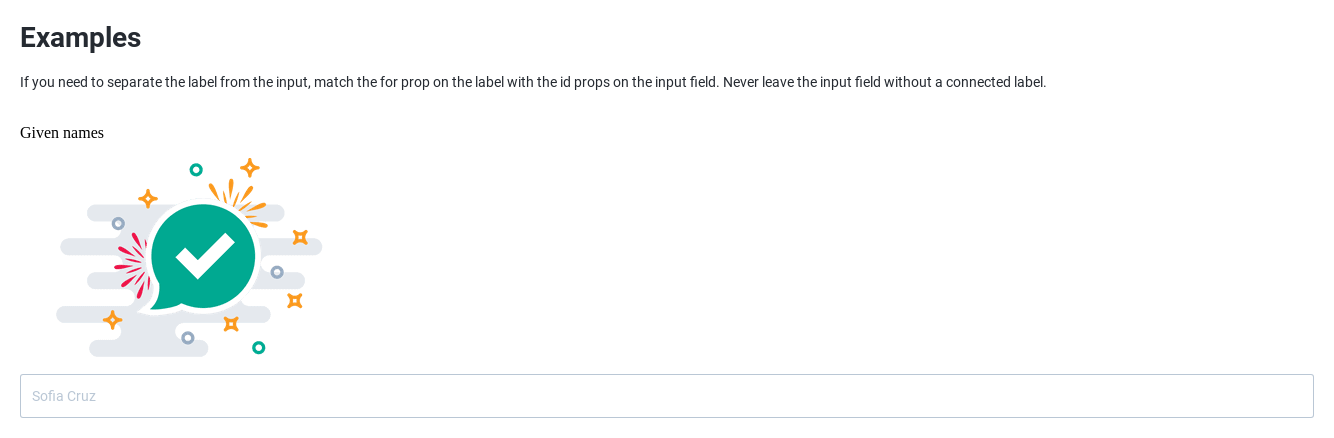 Examples
If you need to separate the label from the input, match the for prop on the label with the id props on the input field. Never leave the input field without a connected label.
Given names
Sofia Cruz